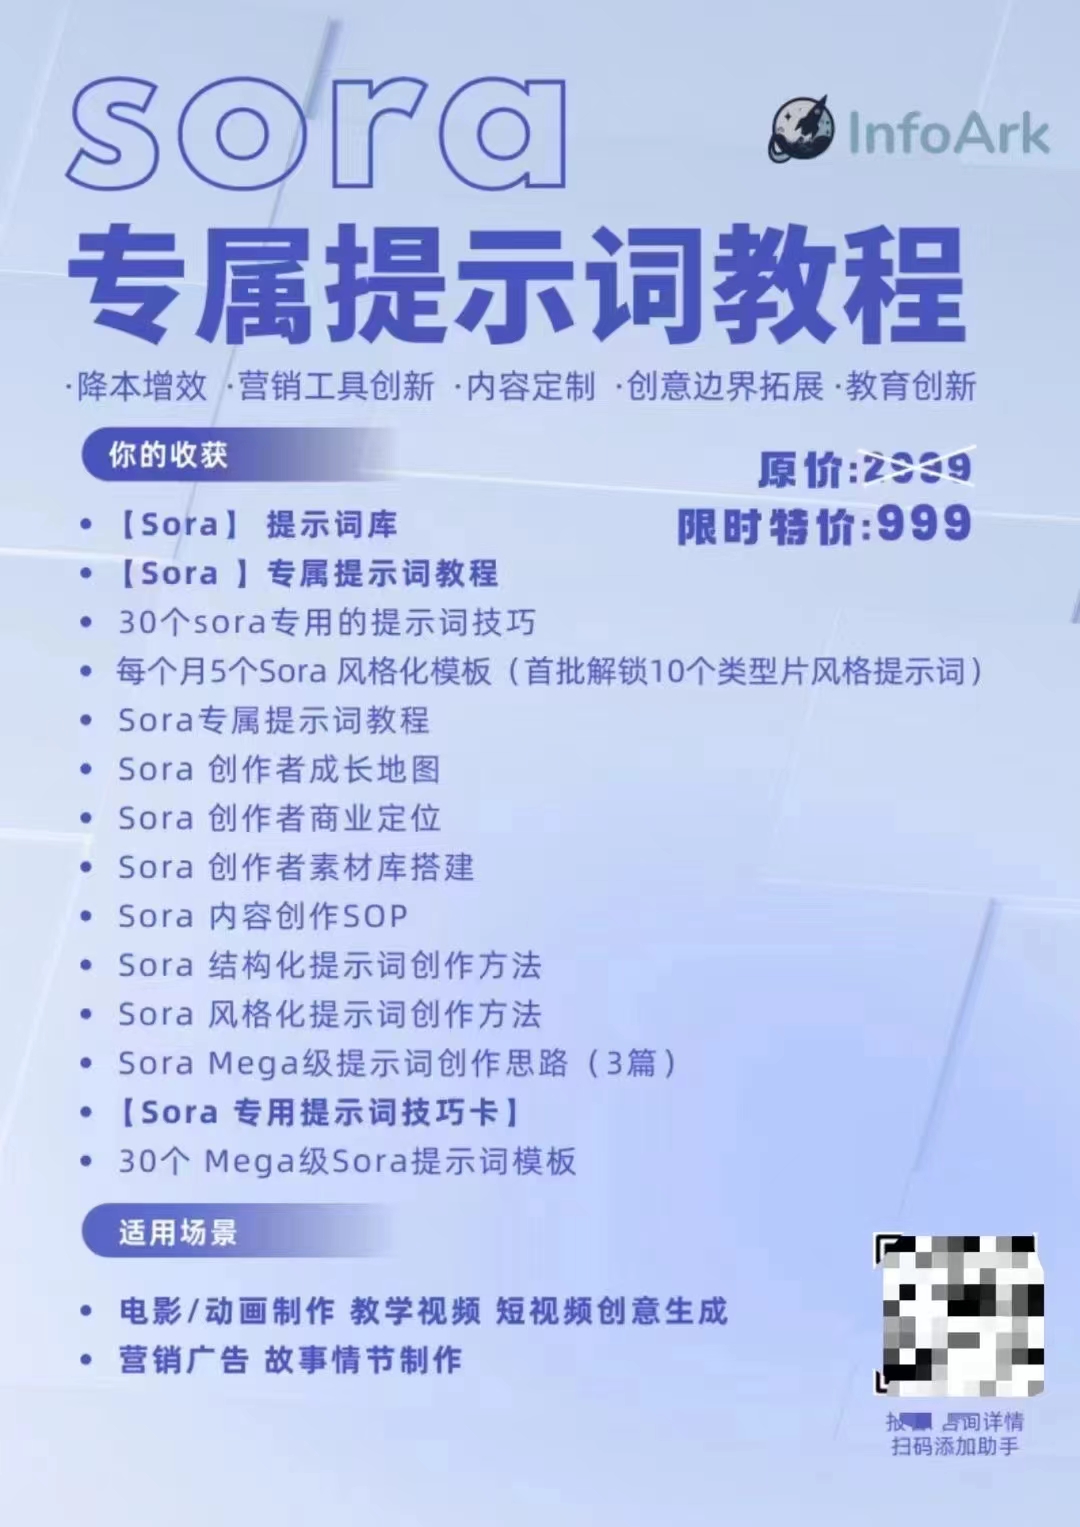 sora
InfoArk
专属提示词教程
·降本增效 ·营销工具创新 ·内容定制 ·创意边界拓展 ·教育创新
你的收获
原价:2999
限时特价:999
• 【Sora】 提示词库
• 【Sora 】专属提示词教程
• 30个sora专用的提示词技巧
• 每个月5个Sora 风格化模板（首批解锁10个类型片风格提示词）
• Sora专属提示词教程
• Sora 创作者成长地图
• Sora 创作者商业定位
• Sora 创作者素材库搭建
• Sora 内容创作SOP
• Sora 结构化提示词创作方法
• Sora 风格化提示词创作方法
• Sora Mega级提示词创作思路（3篇）
• 【Sora 专用提示词技巧卡】
• 30个 Mega级Sora提示词模板
适用场景
• 电影/动画制作 教学视频 短视频创意生成
• 营销广告 故事情节制作
详情
扫码添加助手